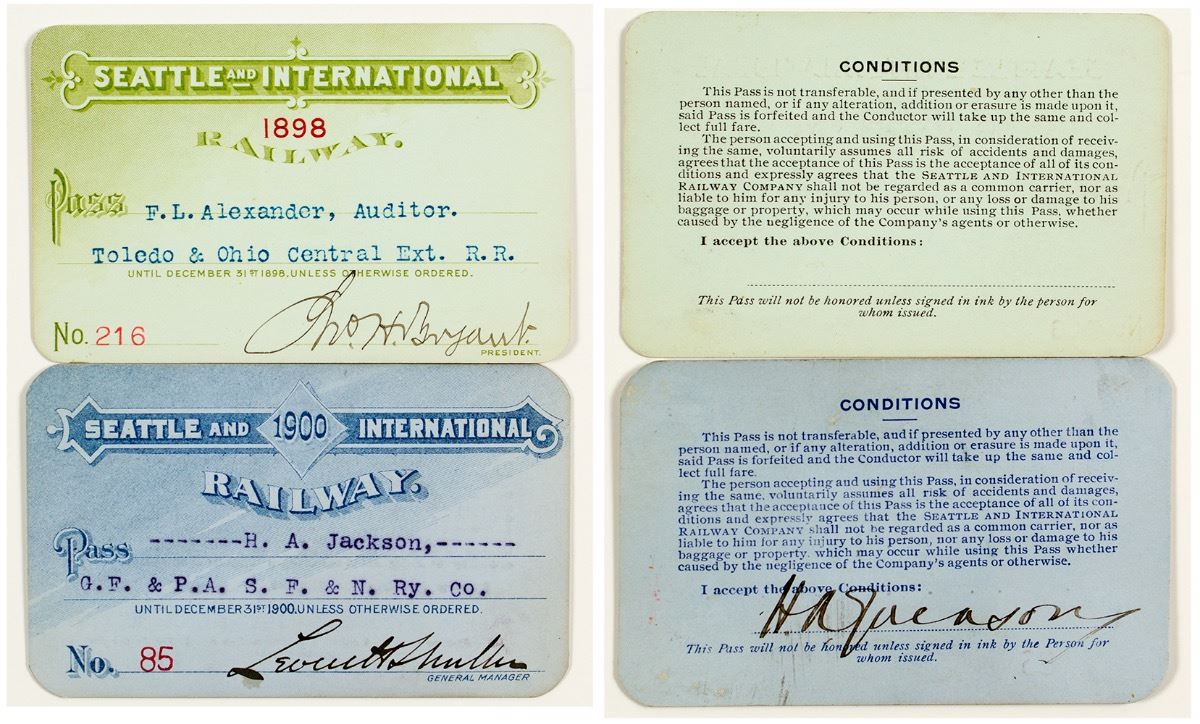 SEATTLE AND INTERNATIONAL
1898
RAILWAY.
Pass
F.L.Alexander, Auditor.
Toledo & Ohio Central Ext. R.R.
UNTIL DECEMBER 31ST 1898. UNLESS OTHERWISE ORDERED.
No. 216
Jno. H. Bryant.
PRESIDENT.
CONDITIONS
This Pass is not transferable, and if presented by any other than the
person named, or if any alteration, addition or erasure is made upon it,
said Pass is forfeited and the Conductor will take up the same and col-
lect full fare.
The person accepting and using this Pass, in consideration of receiv-
ing the same, voluntarily assumes all risk of accidents and damages,
agrees that the acceptance of this Pass is the acceptance of all of its con-
ditions and expressly agrees that the SEATTLE AND INTERNATIONAL
RAILWAY COMPANY shall not be regarded as a common carrier, nor as
liable to him for any injury to his person, or any loss or damage to his
baggage or property, which may occur while using this Pass, whether
caused by the negligence of the Company's agents or otherwise.
I accept the above Conditions:
This Pass will not be honored unless signed in ink by the person for
whom issued.
SEATTLE AND 1900 INTERNATIONAL
RAILWAY.
Pass -------H. A. Jackson,------
G.F. & P.A. S. F. & N. Ry. Co.
UNTIL DECEMBER 31ST 1900, UNLESS OTHERWISE ORDERED.
No. 85
GENERAL MANAGER
CONDITIONS
This Pass is not transferable, and if presented by any other than the
person named, or if any alteration, addition or erasure is made upon it,
said Pass is forfeited and the Conductor will take up the same and col-
lect full fare.
The person accepting and using this Pass, in consideration of receiv-
ing the same, voluntarily assumes all risk of accidents and damages,
agrees that the acceptance of this Pass is the acceptance of all of its con-
ditions and expressly agrees that the SEATTLE AND INTERNATIONAL
RAILWAY COMPANY shall not be regarded as a common carrier, nor as
liable to him for any injury to his person, nor any loss or damage to his
baggage or property, which may occur while using this Pass whether
caused by the negligence of the Company's agents or otherwise.
I accept the above Conditions:
H A Jackson
This Pass will not be honored unless signed in ink by the Person for
whom issued.